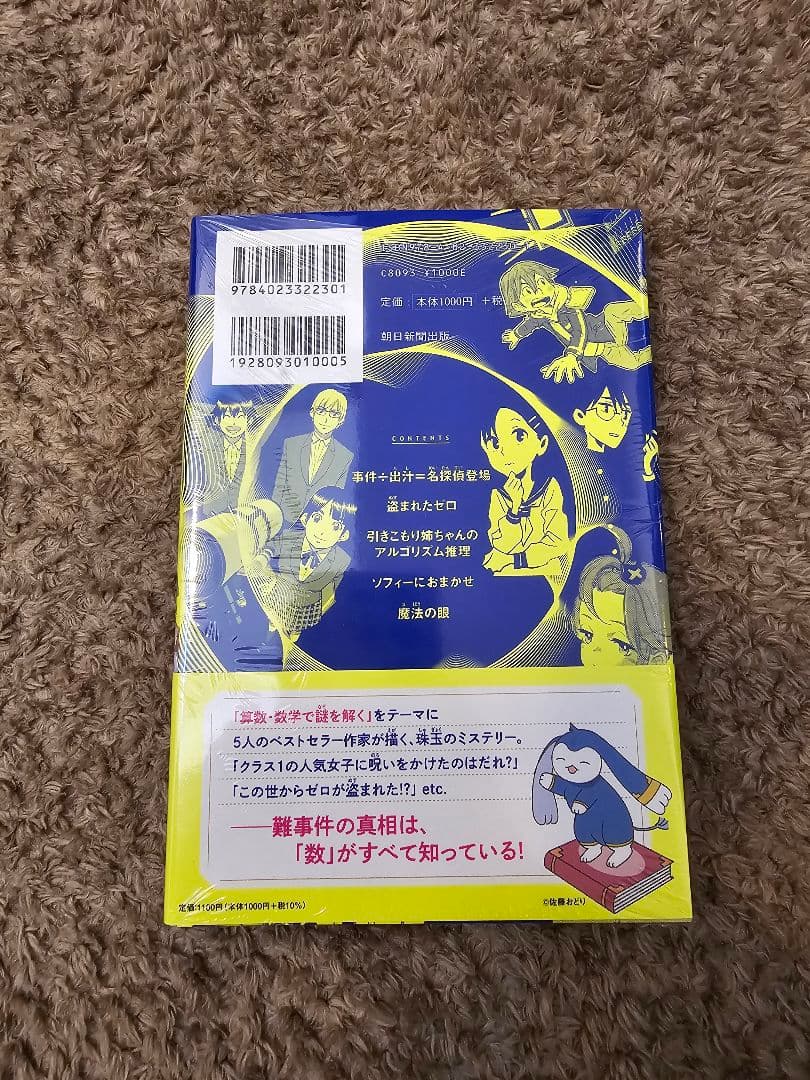 9784023322301
C8093 ¥1000E
定価:本体1000円 +税
1928093010005
朝日新聞出版
CONTENTS
事件÷出汁=名探偵登場
盗まれたゼロ
引きこもり姉ちゃんの
アルゴリズム推理
ソフィーにおまかせ
魔法の眼
「算数・数学で謎を解く」をテーマに
5人のベストセラー作家が描く、珠玉のミステリー。
「クラス1の人気女子に呪いをかけたのはだれ?」
「この世からゼロが盗まれた!?」 etc.
──難事件の真相は、
「数」がすべて知っている!
定価:1100円(本体1000円+税10%)
©佐藤おどり